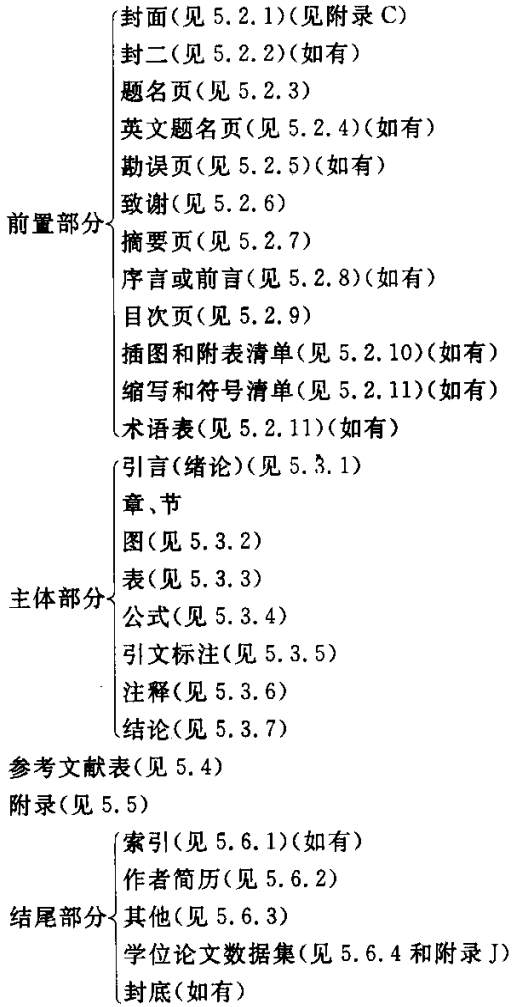 前置部分
封面(见 5.2.1)(见附录 C)
封二(见 5.2.2)(如有)
题名页(见 5.2.3)
英文题名页(见 5.2.4)(如有)
勘误页(见 5.2.5)(如有)
致谢(见 5.2.6)
摘要页(见 5.2.7)
序言或前言(见 5.2.8)(如有)
目次页(见 5.2.9)
插图和附表清单(见 5.2.10)(如有)
缩写和符号清单(见 5.2.11)(如有)
术语表(见 5.2.11)(如有)
主体部分
引言(绪论)(见 5.3.1)
章、节
图(见 5.3.2)
表(见 5.3.3)
公式(见 5.3.4)
引文标注(见 5.3.5)
注释(见 5.3.6)
结论(见 5.3.7)
参考文献表(见 5.4)
附录(见 5.5)
结尾部分
索引(见 5.6.1)(如有)
作者简历(见 5.6.2)
其他(见 5.6.3)
学位论文数据集(见 5.6.4 和附录 J)
封底(如有)